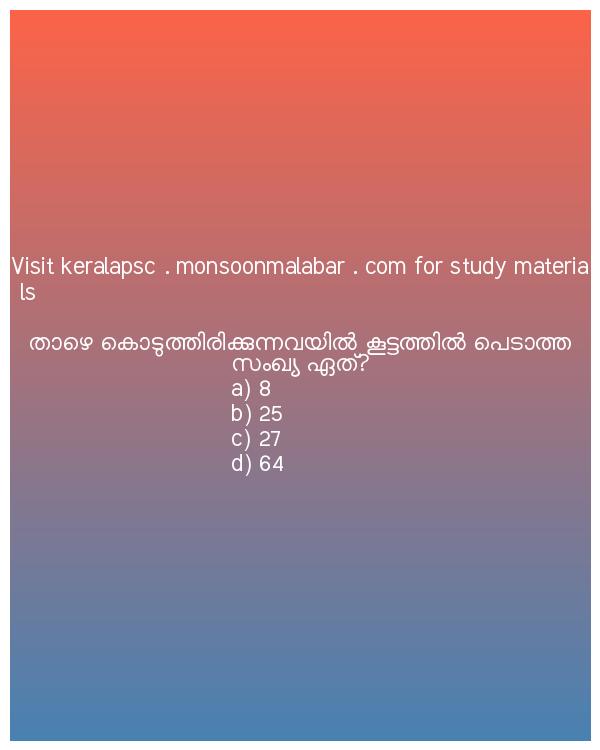 Visit keralapsc . monsoonmalabar . com for study materia
ls
താഴെ കൊടുത്തിരിക്കുന്നവയിൽ കൂട്ടത്തിൽ പെടാത്ത
സംഖ്യ ഏത്?
a) 8
b) 25
c) 27
d) 64